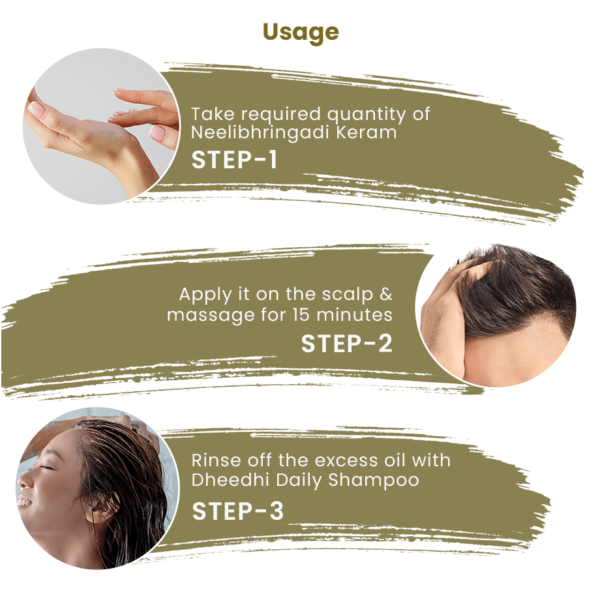 Usage
Take required quantity of
Neelibhringadi Keram
STEP-1
Apply it on the scalp &
massage for 15 minutes
STEP-2
Rinse off the excess oil with
Dheedhi Daily Shampoo
STEP-3